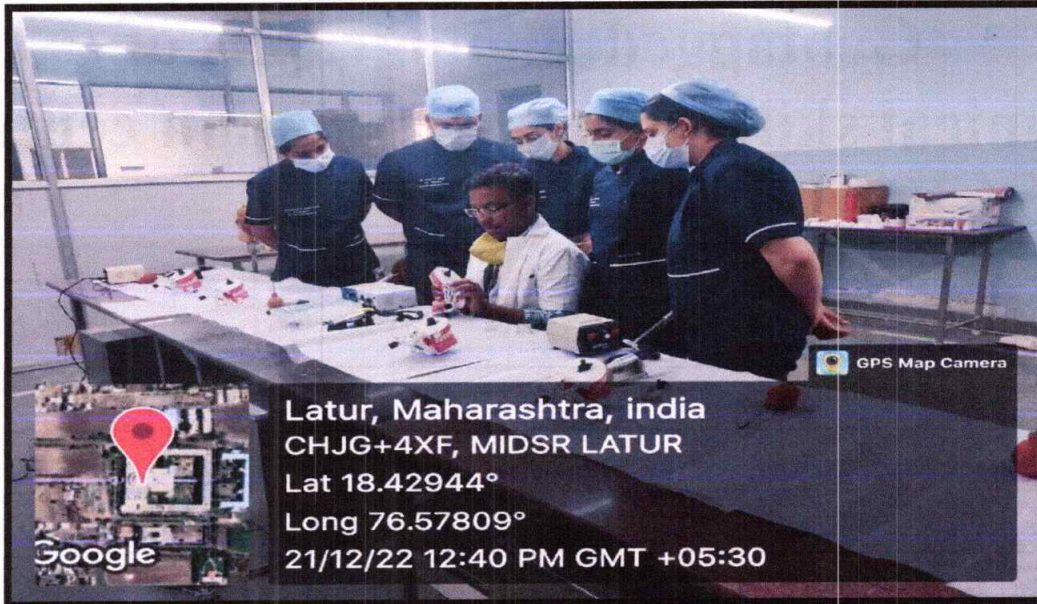 GPS Map Camera
Latur, Maharashtra, india
CHJG+4XF, MIDSR LATUR
Lat 18.42944°
Long 76.57809°
21/12/22 12:40 PM GMT +05:30
Google